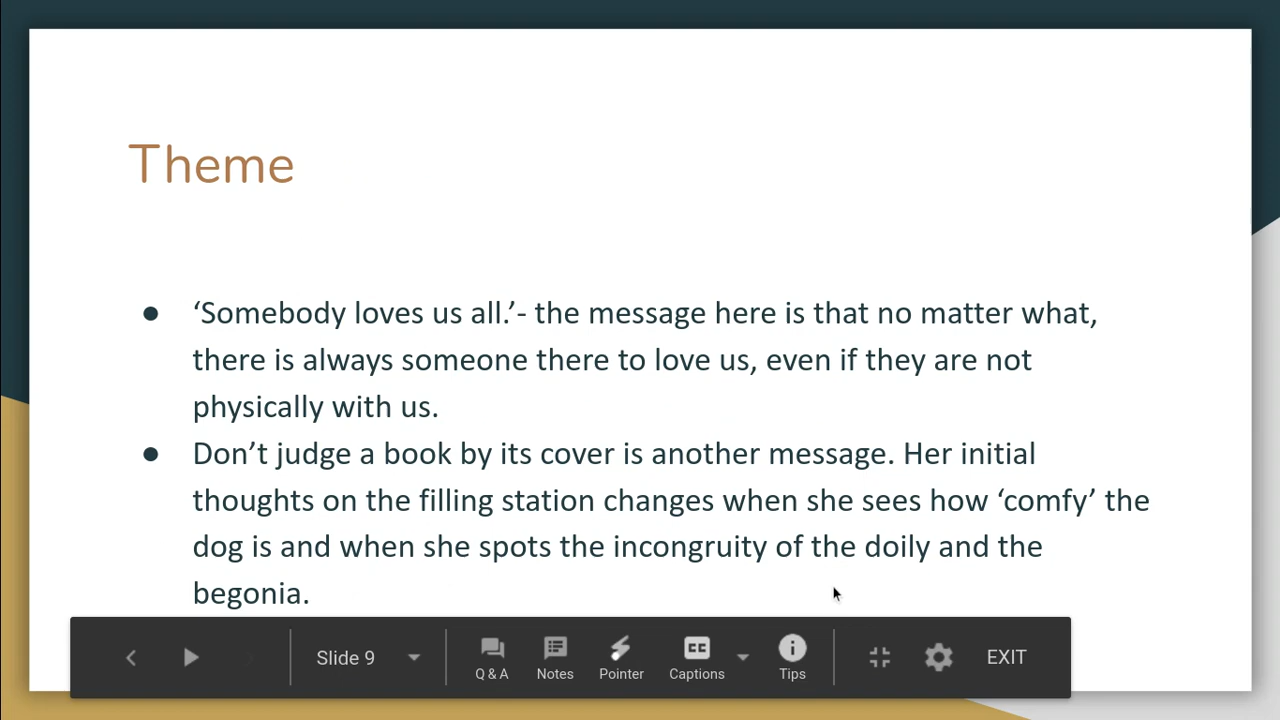 Theme
● ‘Somebody loves us all.’- the message here is that no matter what,
there is always someone there to love us, even if they are not
physically with us.
● Don’t judge a book by its cover is another message. Her initial
thoughts on the filling station changes when she sees how ‘comfy’ the
dog is and when she spots the incongruity of the doily and the
begonia.
Slide 9
Q & A
Notes
Pointer
CC
Captions
Tips
EXIT